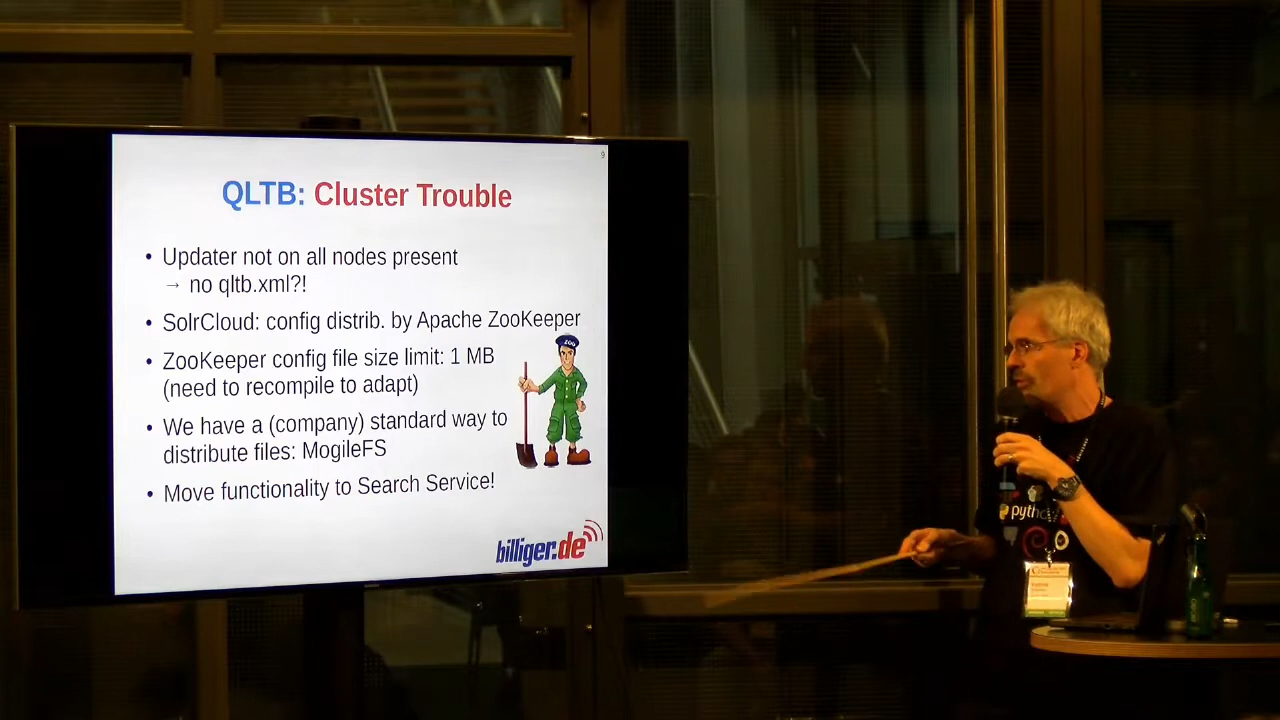 9
QLTB: Cluster Trouble
• Updater not on all nodes present
→ no qltb.xml?!
• SolrCloud: config distrib. by Apache ZooKeeper
• ZooKeeper config file size limit: 1 MB
(need to recompile to adapt)
• We have a (company) standard way to
distribute files: MogileFS
• Move functionality to Search Service!
ZOO
billiger.de